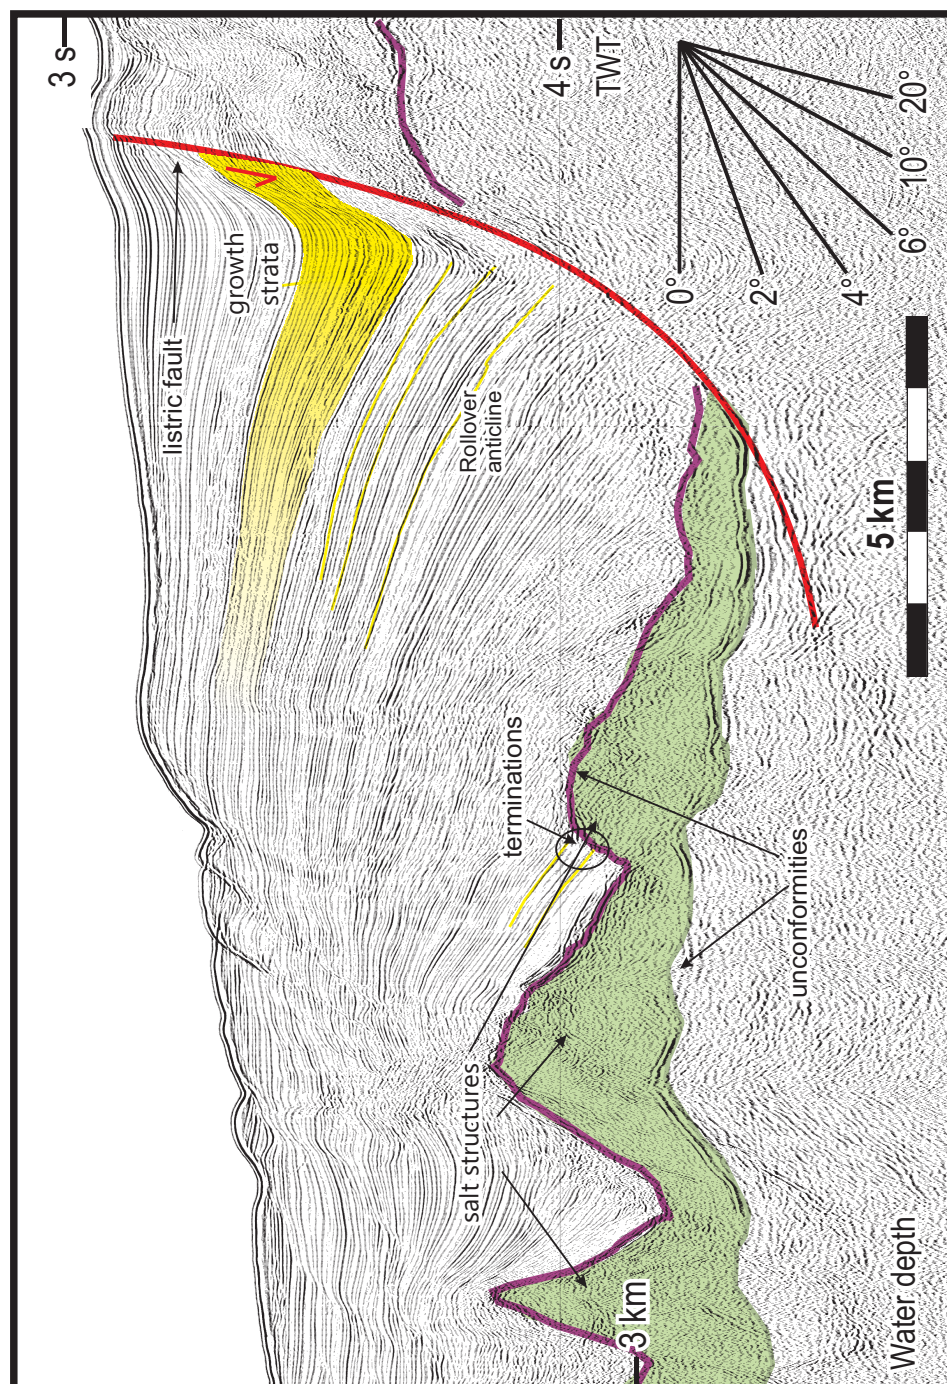 3 s
listric fault
growth
strata
Rollover
anticline
salt structures
terminations
4 s
TWT
3 km
0°
2°
4°
6°
10°
20°
unconformities
5 km
Water depth